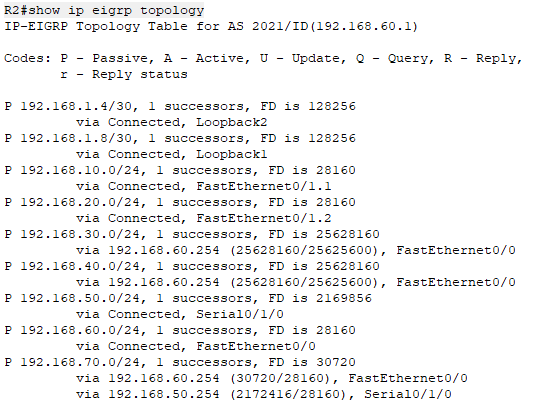 R2#show ip eigrp topology
IP-EIGRP Topology Table for AS 2021/ID(192.168.60.1)
Codes: P - Passive, A - Active, U - Update, Q - Query, R - Reply,
r - Reply status
P 192.168.1.4/30, 1 successors, FD is 128256
via Connected, Loopback2
P 192.168.1.8/30, 1 successors, FD is 128256
via Connected, Loopback1
P 192.168.10.0/24, 1 successors, FD is 28160
via Connected, FastEthernet0/1.1
P 192.168.20.0/24, 1 successors, FD is 28160
via Connected, FastEthernet0/1.2
P 192.168.30.0/24, 1 successors, FD is 25628160
via 192.168.60.254 (25628160/25625600), FastEthernet0/0
P 192.168.40.0/24, 1 successors, FD is 25628160
via 192.168.60.254 (25628160/25625600), FastEthernet0/0
P 192.168.50.0/24, 1 successors, FD is 2169856
via Connected, Serial0/1/0
P 192.168.60.0/24, 1 successors, FD is 28160
via Connected, FastEthernet0/0
P 192.168.70.0/24, 1 successors, FD is 30720
via 192.168.60.254 (30720/28160), FastEthernet0/0
via 192.168.50.254 (2172416/28160), Serial0/1/0